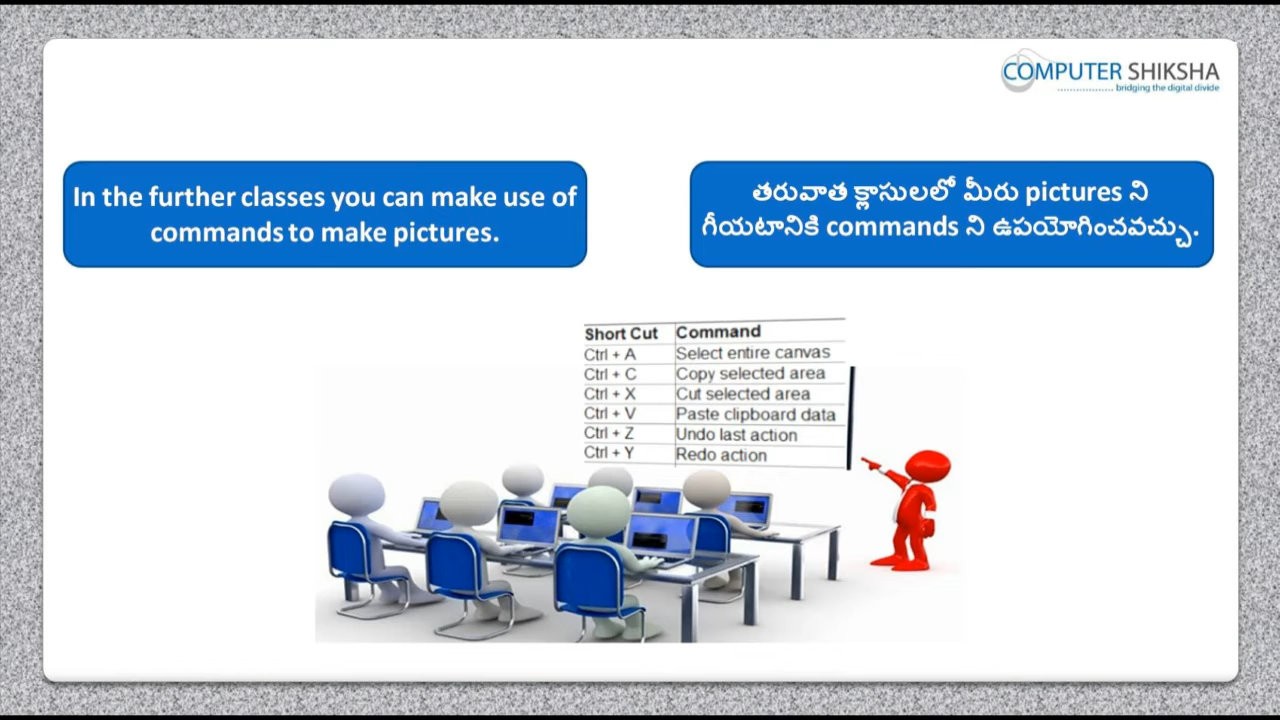 COMPUTER SHIKSHA
bridging the digital divide
In the further classes you can make use of
commands to make pictures.
తరువాత క్లాసులలో మీరు pictures ని
గీయటానికి commands ని ఉపయోగించవచ్చు.
Short Cut Command
Ctrl + A Select entire canvas
Ctrl + C Copy selected area
Ctrl + X Cut selected area
Ctrl + V Paste clipboard data
Ctrl + Z Undo last action
Ctrl + Y Redo action